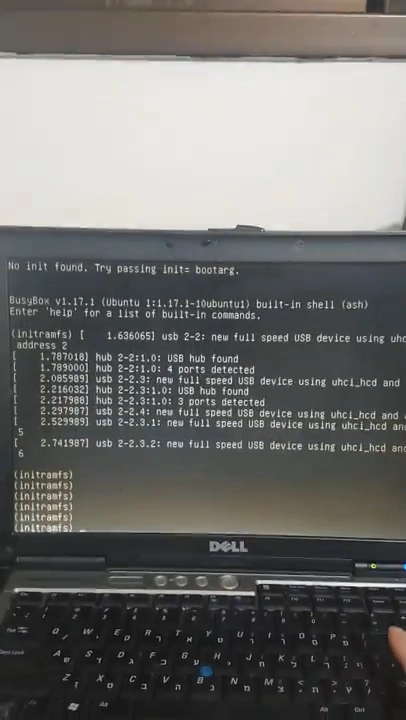 No init found. Try passing init= bootarg.
BusyBox v1.17.1 (Ubuntu 1:1.17.1-10ubuntu1) built-in shell (ash)
Enter 'help' for a list of built-in commands.
(initramfs) [    1.636065] usb 2-2: new full speed USB device using uhc
address 2
[    1.787018] hub 2-2:1.0: USB hub found
[    1.789000] hub 2-2:1.0: 4 ports detected
[    2.085989] usb 2-2.3: new full speed USB device using uhci_hcd and
[    2.216032] hub 2-2.3:1.0: USB hub found
[    2.217988] hub 2-2.3:1.0: 3 ports detected
[    2.297987] usb 2-2.4: new full speed USB device using uhci_hcd and
[    2.529989] usb 2-2.3.1: new full speed USB device using uhci_hcd an
5
[    2.741987] usb 2-2.3.2: new full speed USB device using uhci_hcd
6
(initramfs)
(initramfs)
(initramfs)
(initramfs)
(initramfs)
(initramfs) _
DELL
Q W E R T Y U I O P
A S D F G H J K L
Z X C V B N M
Alt
Alt Ctrl